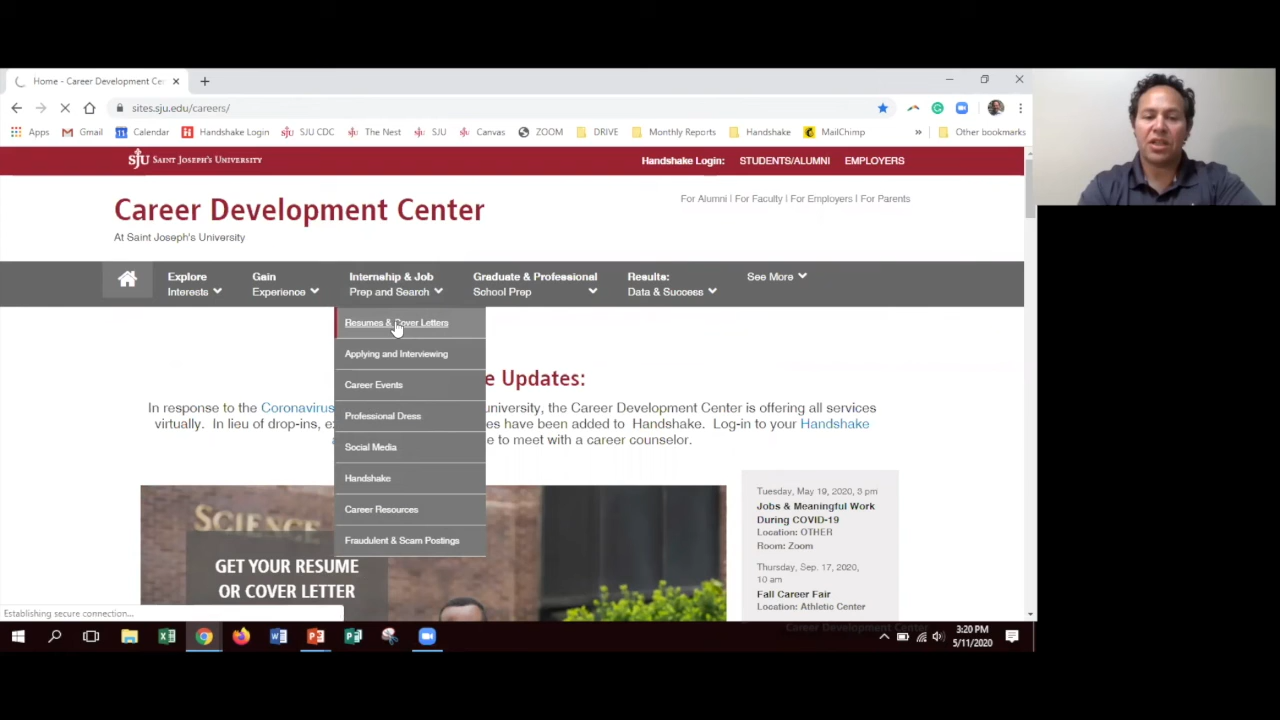 Home - Career Development Cer
sites.sju.edu/careers/
Apps Gmail Calendar Handshake Login SJU CDC The Nest SJU Canvas ZOOM DRIVE Monthly Reports Handshake MailChimp » Other bookmarks
SJU SAINT JOSEPH'S UNIVERSITY
Handshake Login: STUDENTS/ALUMNI EMPLOYERS
Career Development Center
For Alumni | For Faculty | For Employers | For Parents
At Saint Joseph's University
Explore Interests
Gain Experience
Internship & Job Prep and Search
Graduate & Professional School Prep
Results: Data & Success
See More
Resumes & Cover Letters
Applying and Interviewing
Career Events
Professional Dress
Social Media
Handshake
Career Resources
Fraudulent & Scam Postings
e Updates:
In response to the Coronavirus university, the Career Development Center is offering all services
virtually. In lieu of drop-ins, es have been added to Handshake. Log-in to your Handshake
e to meet with a career counselor.
SCIENCE
GET YOUR RESUME
OR COVER LETTER
Tuesday, May 19, 2020, 3 pm
Jobs & Meaningful Work
During COVID-19
Location: OTHER
Room: Zoom
Thursday, Sep. 17, 2020,
10 am
Fall Career Fair
Location: Athletic Center
Establishing secure connection...
Career Development Center
3:20 PM
5/11/2020